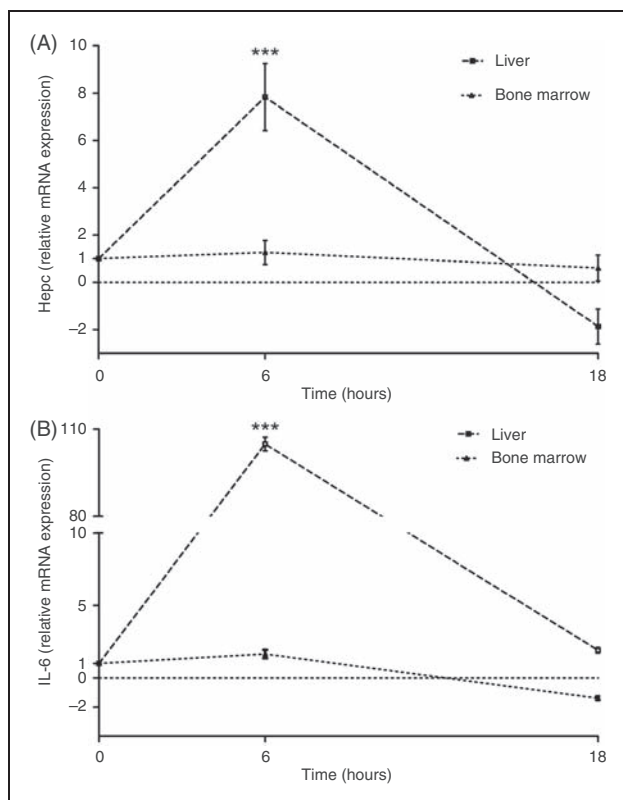 (A)
Hepc (relative mRNA expression)
10
8
6
4
2
1
0
−2
***
Liver
Bone marrow
0
6
18
Time (hours)
(B)
IL-6 (relative mRNA expression)
110
80
10
5
1
0
−2
***
Liver
Bone marrow
0
6
18
Time (hours)